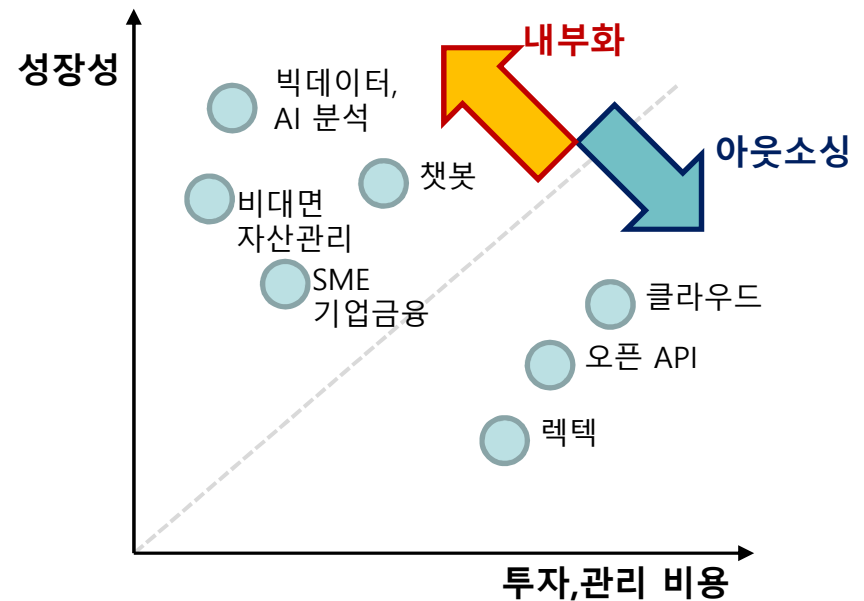 내부화
성장성
빅데이터,
AI 분석
아웃소싱
챗봇
비대면
자산관리
SME
기업금융
클라우드
오픈 API
렉텍
투자,관리 비용